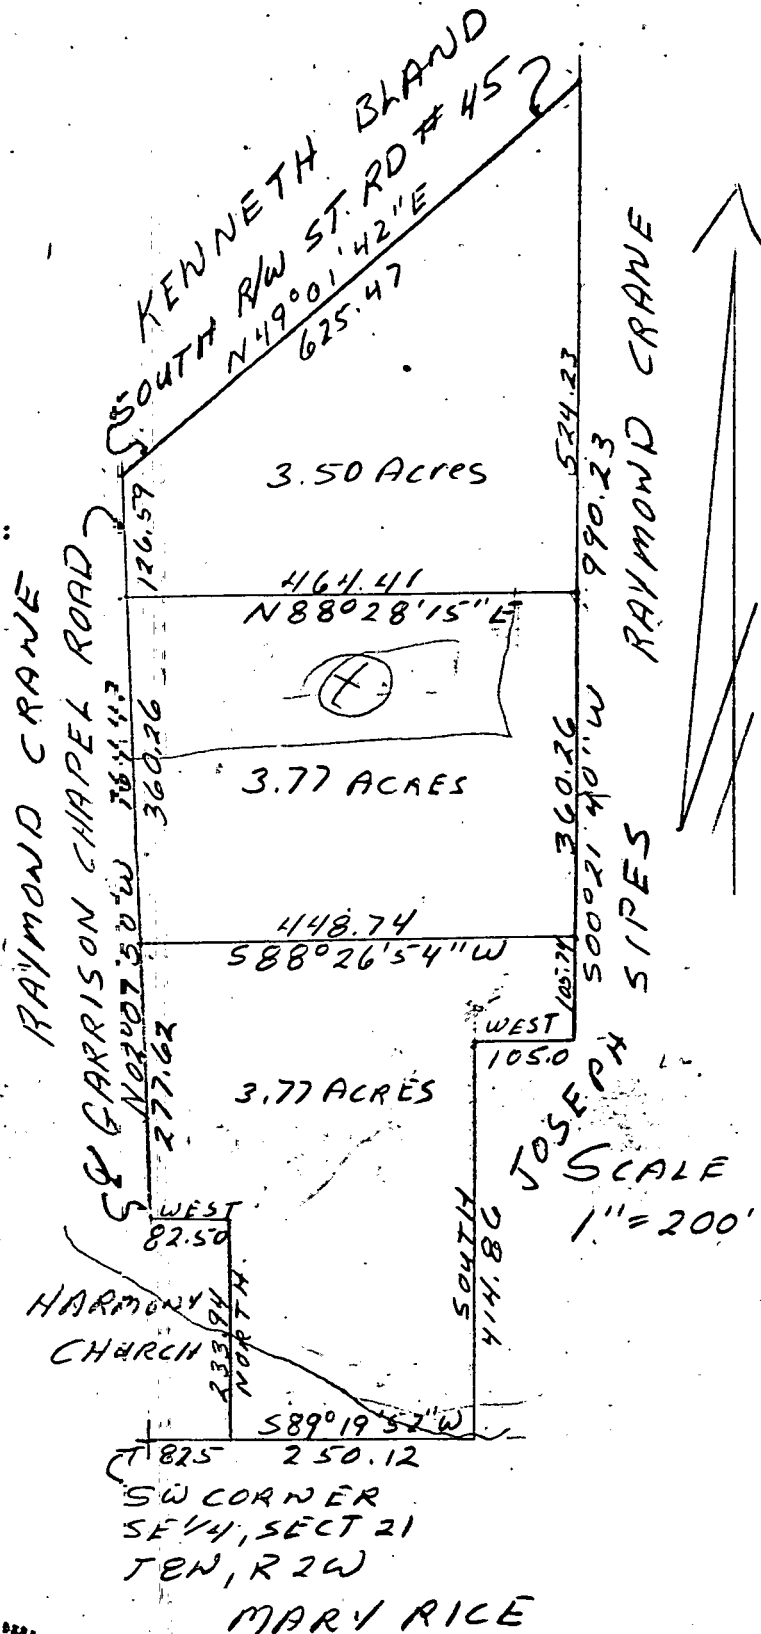 KENNETH BLAND
SOUTH R/W ST. RD # 45
N49°01'42"E
625.47
3.50 Acres
126.59
524.23
990.23
RAYMOND CRANE
464.41
N88°28'15"E
RAYMOND CRANE
GARRISON CHAPEL ROAD
N02°07'50"W
360.26
X
3.77 ACRES
360.26
S00°21'40"W
448.74
S88°26'54"W
105.74
WEST
105.0
JOSEPH SIPES
277.62
3.77 ACRES
SCALE
1"=200'
WEST
82.50
HARMONY
CHURCH
233.94
NORTH
SOUTH
414.86
S89°19'52"W
825
250.12
SW CORNER
SE 1/4, SECT 21
T8N, R2W
MARY RICE